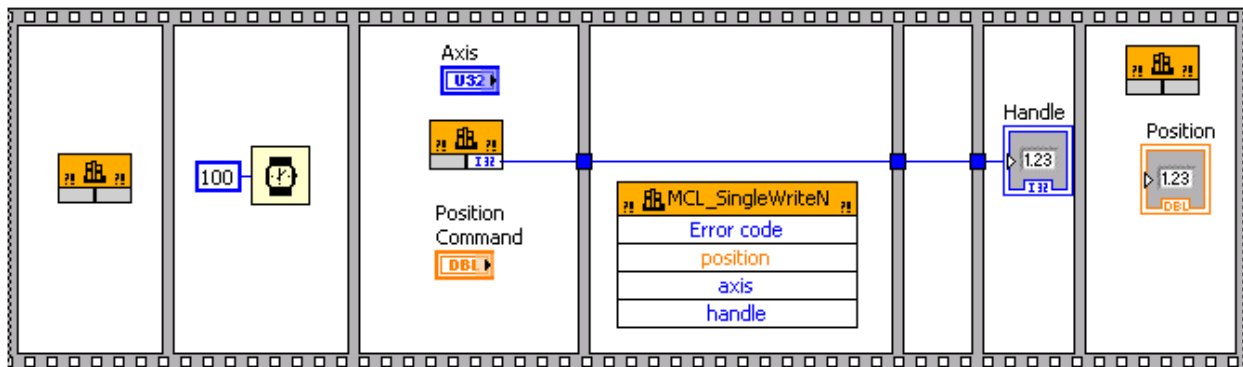 ?! ?!
100
Axis
U32
?! ?!
I32
Position
Command
DBL
?! MCL_SingleWriteN ?!
Error code
position
axis
handle
Handle
1.23
I32
?! ?!
Position
1.23
DBL